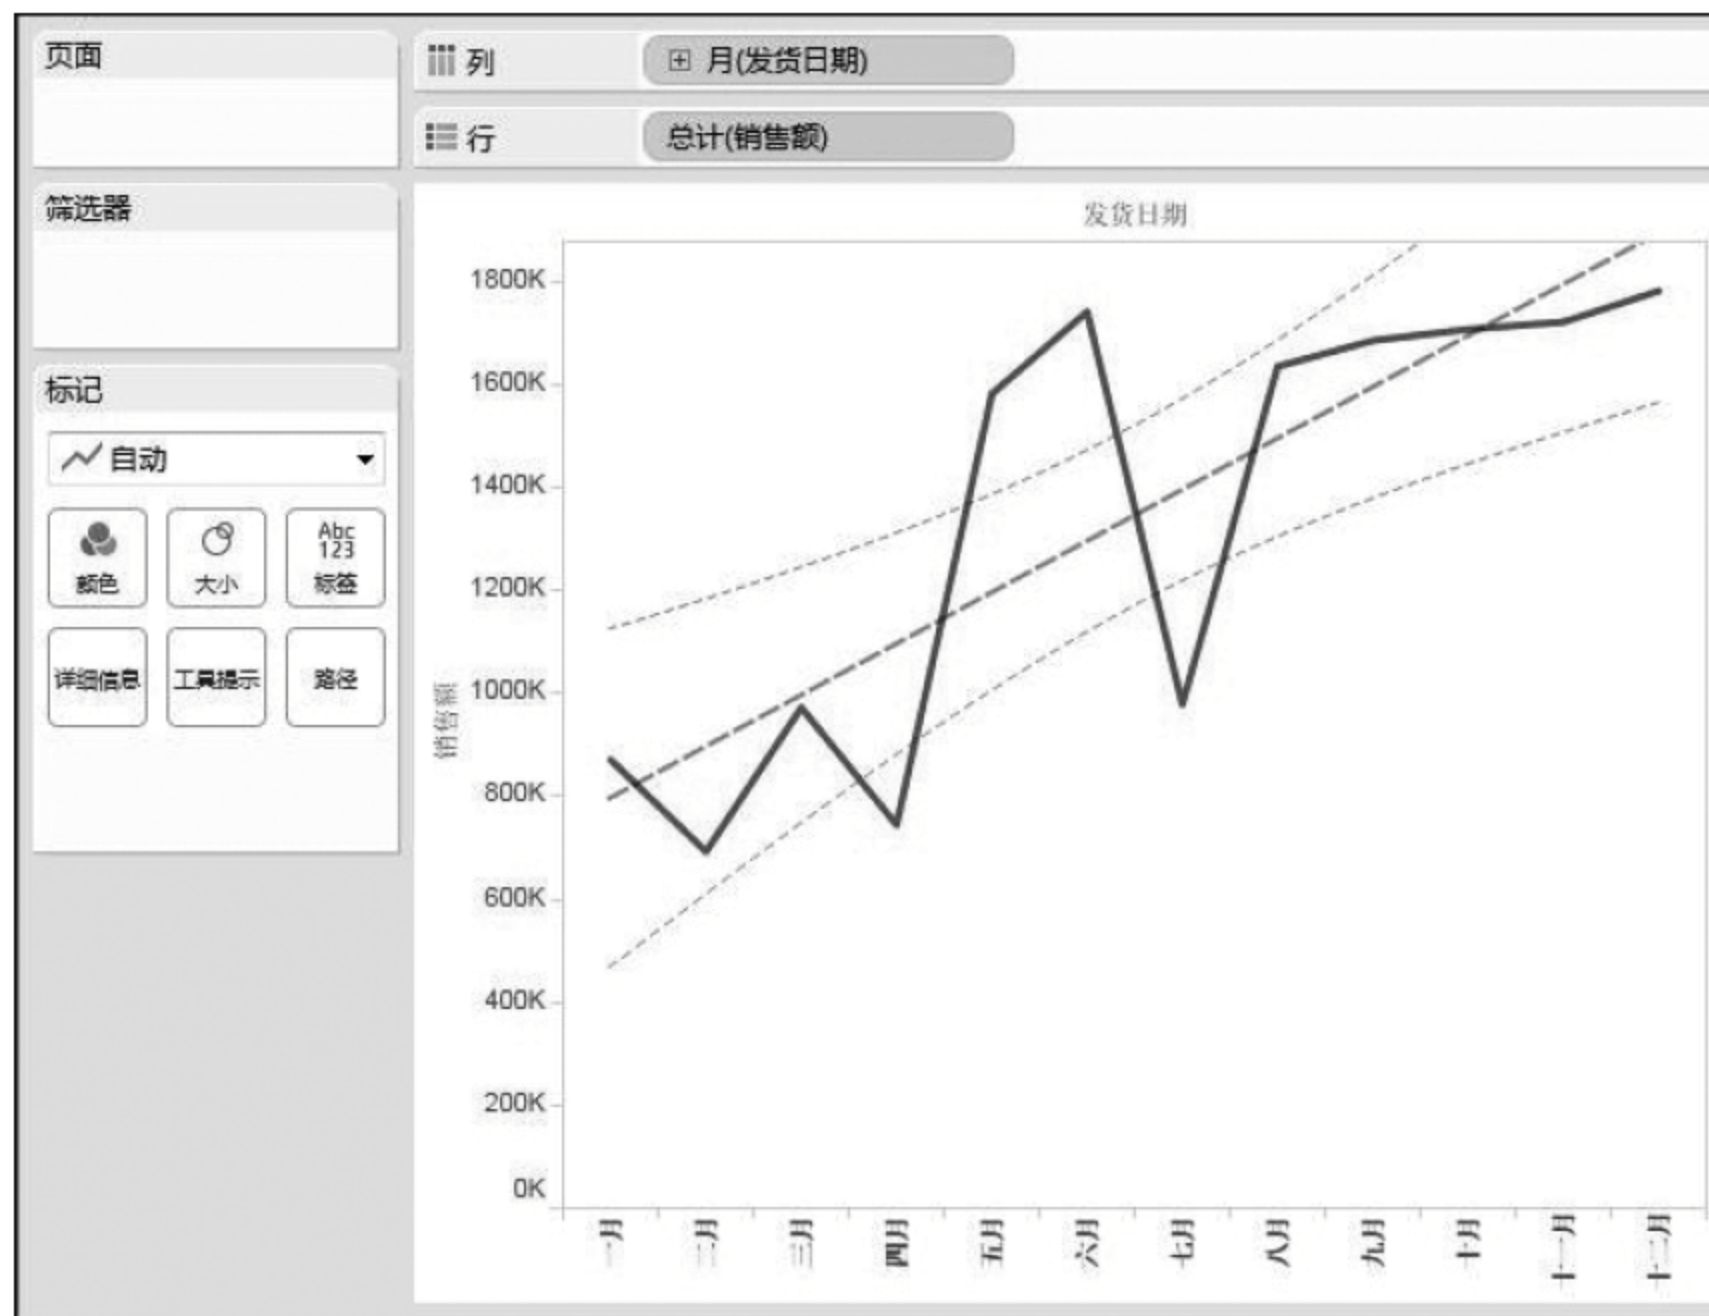 页面
列
月(发货日期)
行
总计(销售额)
筛选器
标记
自动
颜色
大小
Abc
123
标签
详细信息
工具提示
路径
发货日期
销售额
1800K
1600K
1400K
1200K
1000K
800K
600K
400K
200K
0K
一月
二月
三月
四月
五月
六月
七月
八月
九月
十月
十一月
十二月